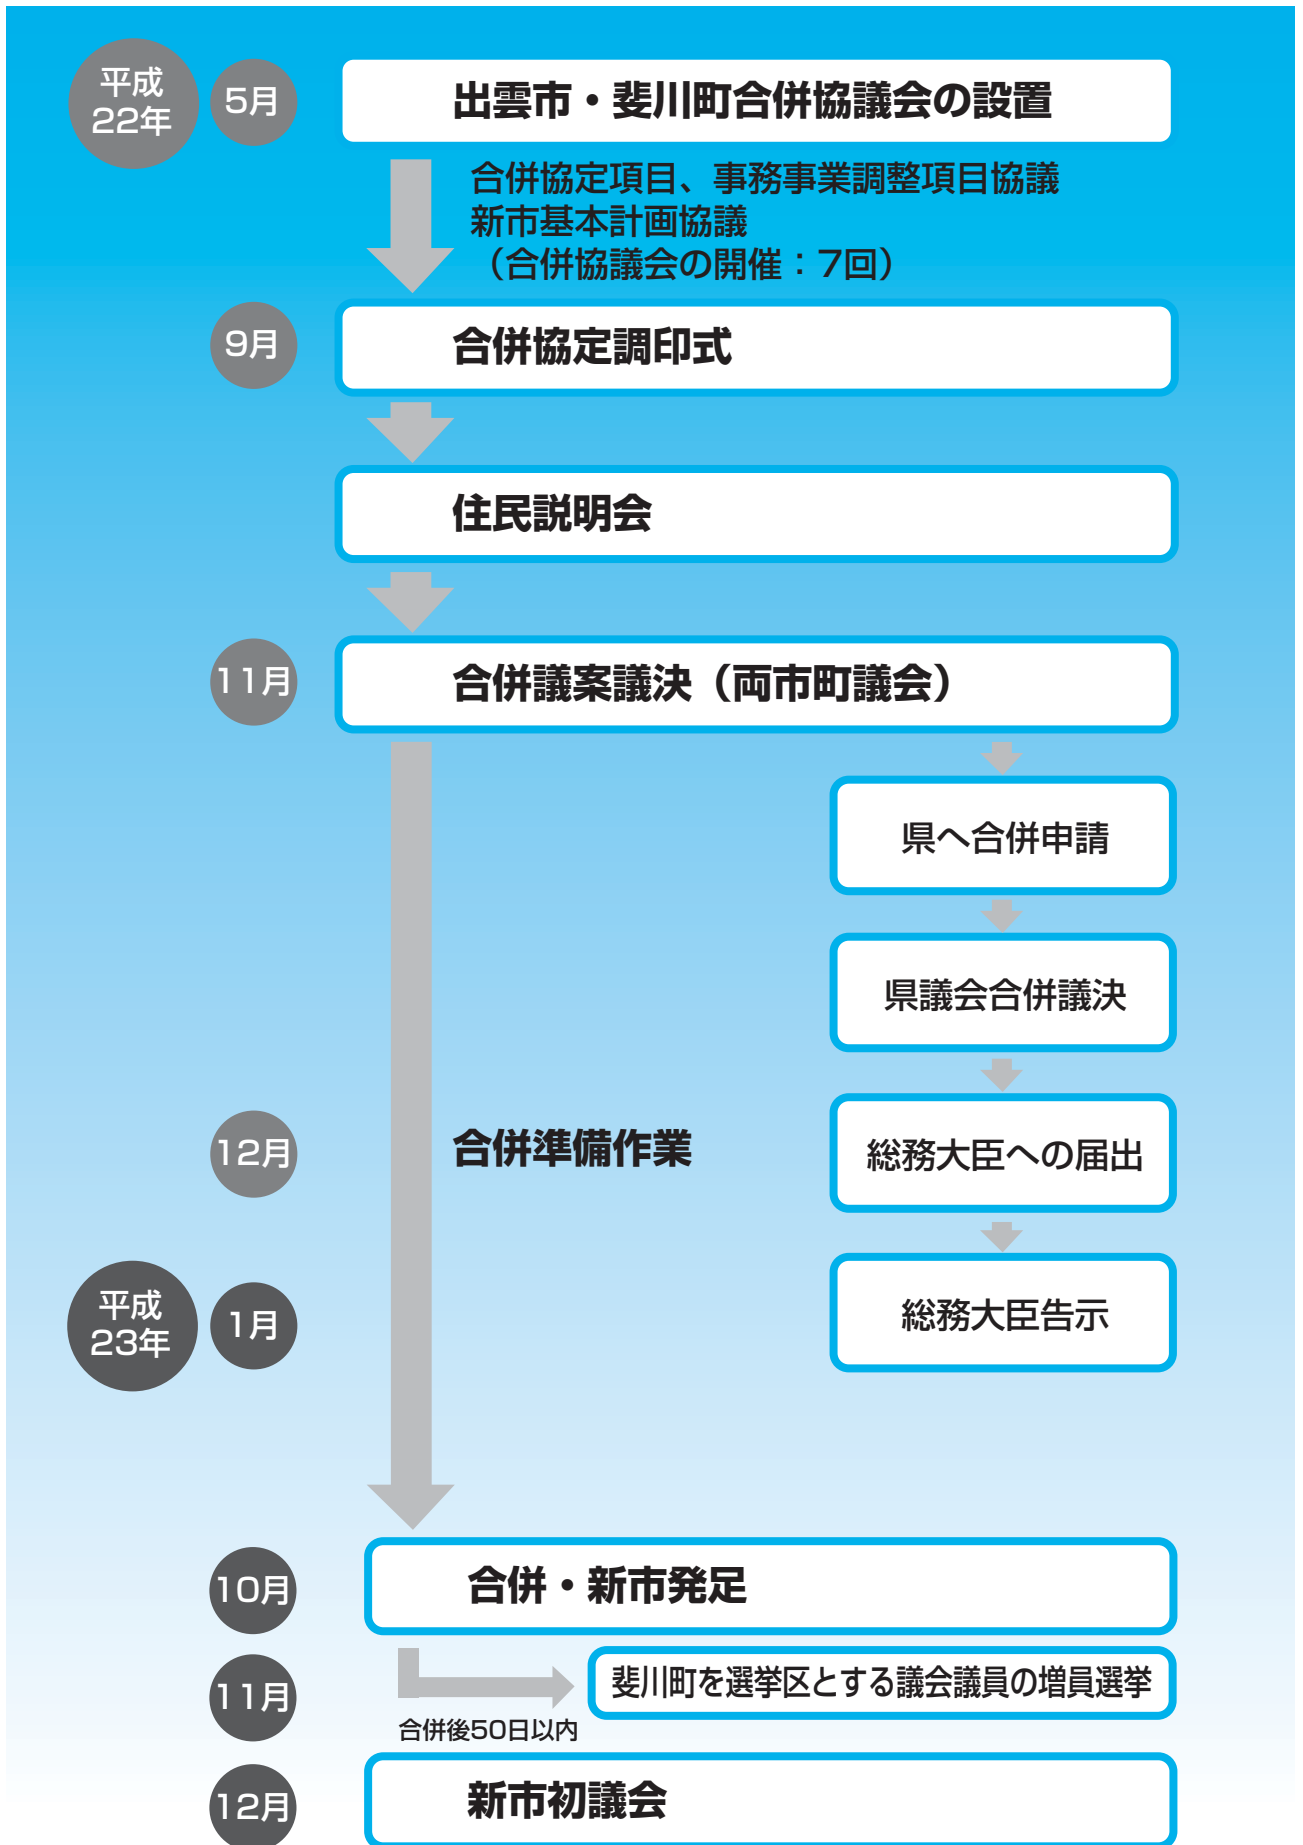 平成
22年
5月
出雲市・斐川町合併協議会の設置
合併協定項目、事務事業調整項目協議
新市基本計画協議
（合併協議会の開催：7回）
9月
合併協定調印式
住民説明会
11月
合併議案議決（両市町議会）
県へ合併申請
県議会合併議決
12月
合併準備作業
総務大臣への届出
平成
23年
1月
総務大臣告示
10月
合併・新市発足
11月
斐川町を選挙区とする議会議員の増員選挙
合併後50日以内
12月
新市初議会